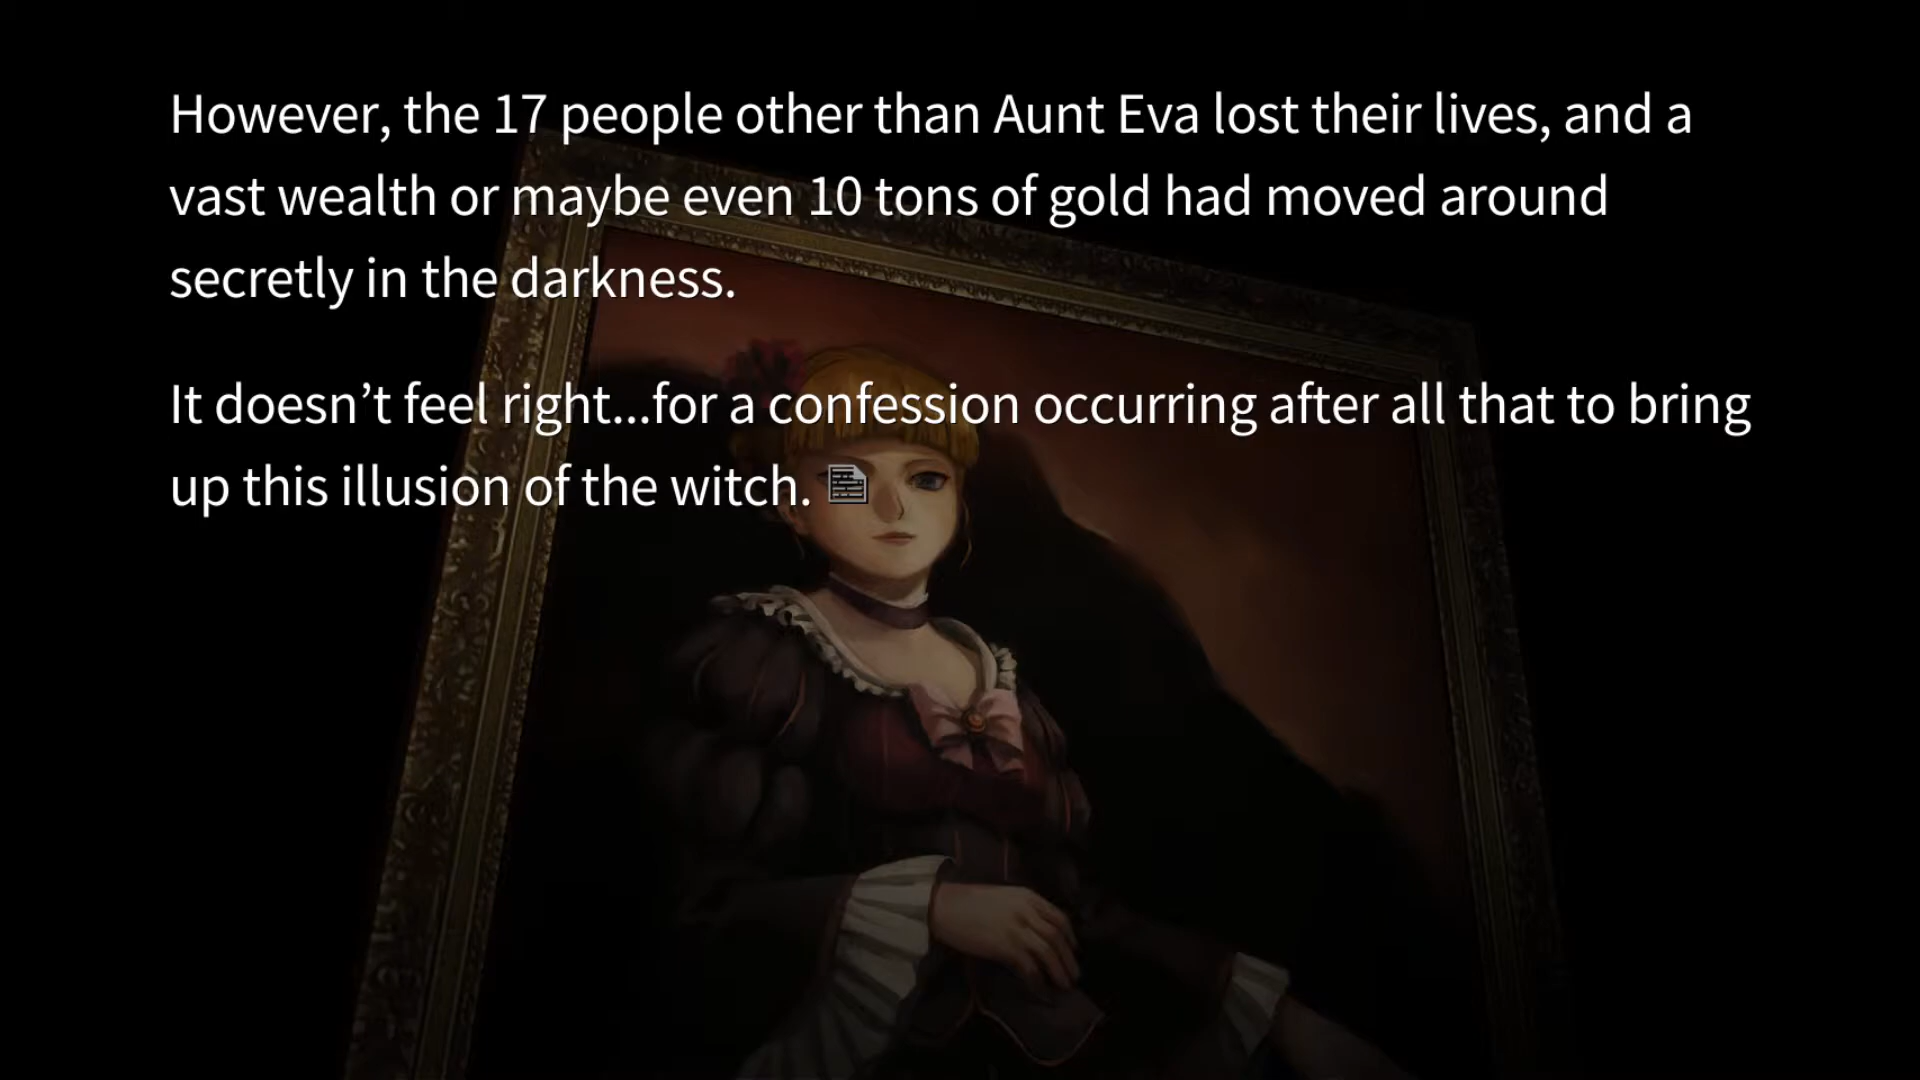 However, the 17 people other than Aunt Eva lost their lives, and a
vast wealth or maybe even 10 tons of gold had moved around
secretly in the darkness.
It doesn’t feel right...for a confession occurring after all that to bring
up this illusion of the witch.